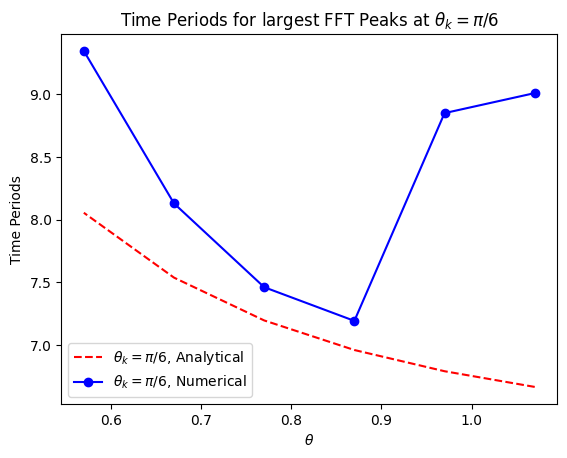 Time Periods for largest FFT Peaks at θₖ = π/6
Time Periods
9.0
8.5
8.0
7.5
7.0
θₖ = π/6, Analytical
θₖ = π/6, Numerical
0.6 0.7 0.8 0.9 1.0
θ